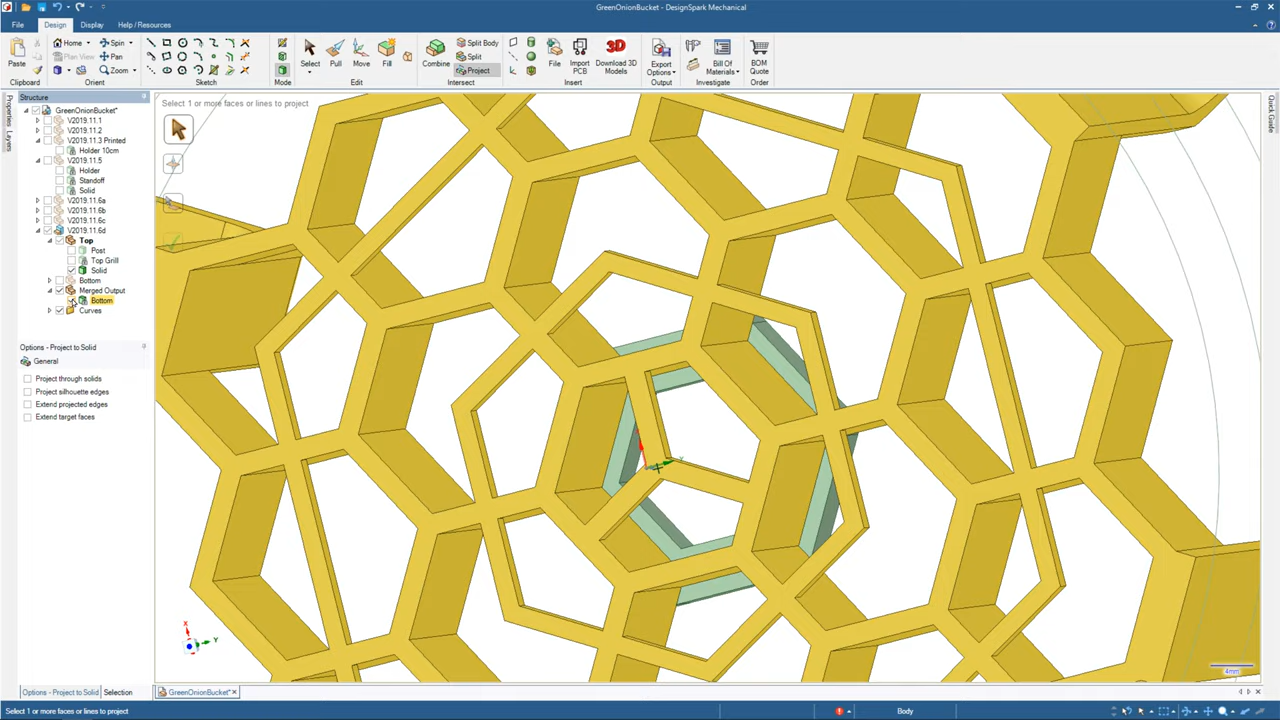 GreenOnionBucket* - DesignSpark Mechanical
File Design Display Help / Resources
Home Spin
Plan View Pan
Zoom
Paste
Select Pull Move Fill
Combine
Split Body
Split
Project
File Import PCB Download 3D Models
Export Options
Bill Of Materials
BOM Quote
Clipboard Orient Sketch Mode Edit Intersect Insert Output Investigate Order
Structure
Select 1 or more faces or lines to project
Properties Layers
Quick Guide
GreenOnionBucket*
V2019.11.1
V2019.11.2
V2019.11.3 Printed
Holder 10cm
V2019.11.5
Holder
Standoff
Solid
V2019.11.6a
V2019.11.6b
V2019.11.6c
V2019.11.6d
Top
Post
Top Grill
Solid
Bottom
Merged Output
Bottom
Curves
Options - Project to Solid
General
Project through solids
Project silhouette edges
Extend projected edges
Extend target faces
X
Y
4mm
Options - Project to Solid Selection
GreenOnionBucket*
Select 1 or more faces or lines to project
Body